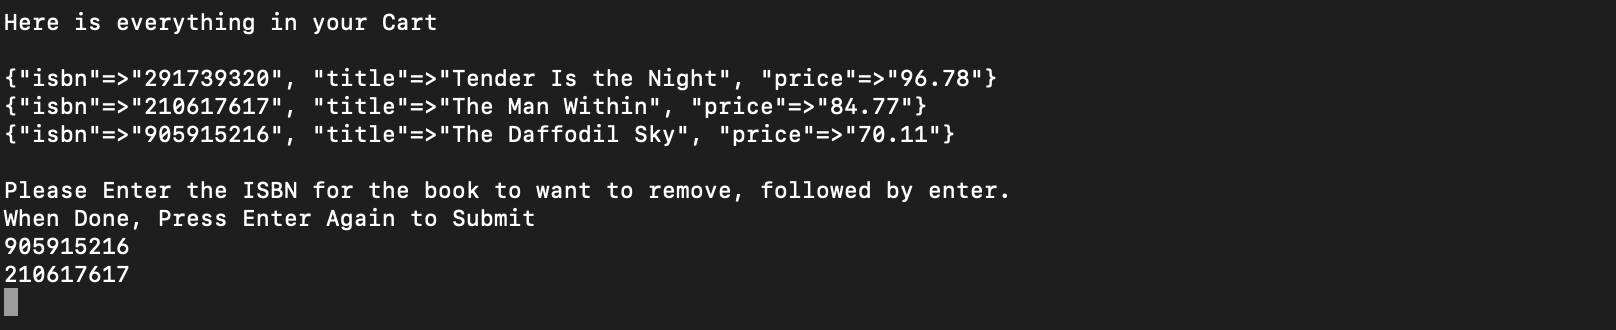 Here is everything in your Cart
{"isbn"=>"291739320", "title"=>"Tender Is the Night", "price"=>"96.78"}
{"isbn"=>"210617617", "title"=>"The Man Within", "price"=>"84.77"}
{"isbn"=>"905915216", "title"=>"The Daffodil Sky", "price"=>"70.11"}
Please Enter the ISBN for the book to want to remove, followed by enter.
When Done, Press Enter Again to Submit
905915216
210617617